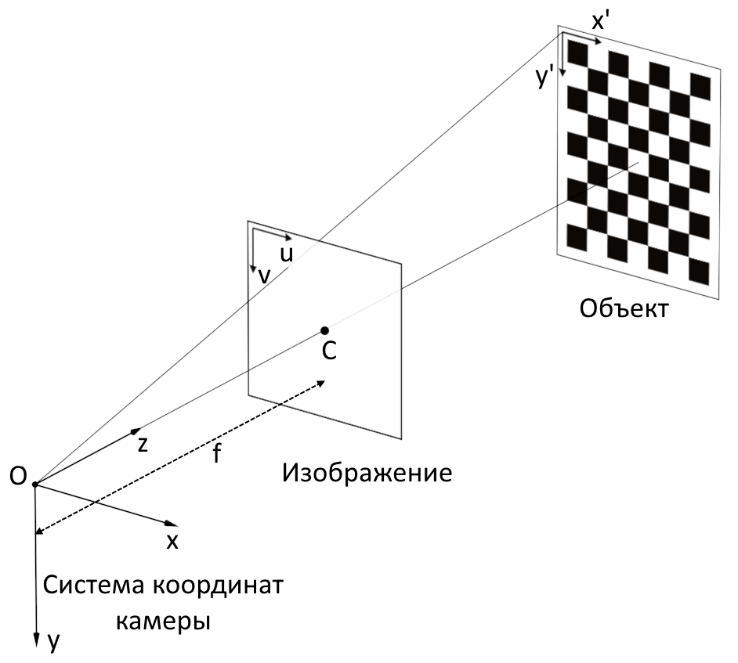 x'
y'
u
v
Объект
C
z
f
O
Изображение
x
Система координат
камеры
y